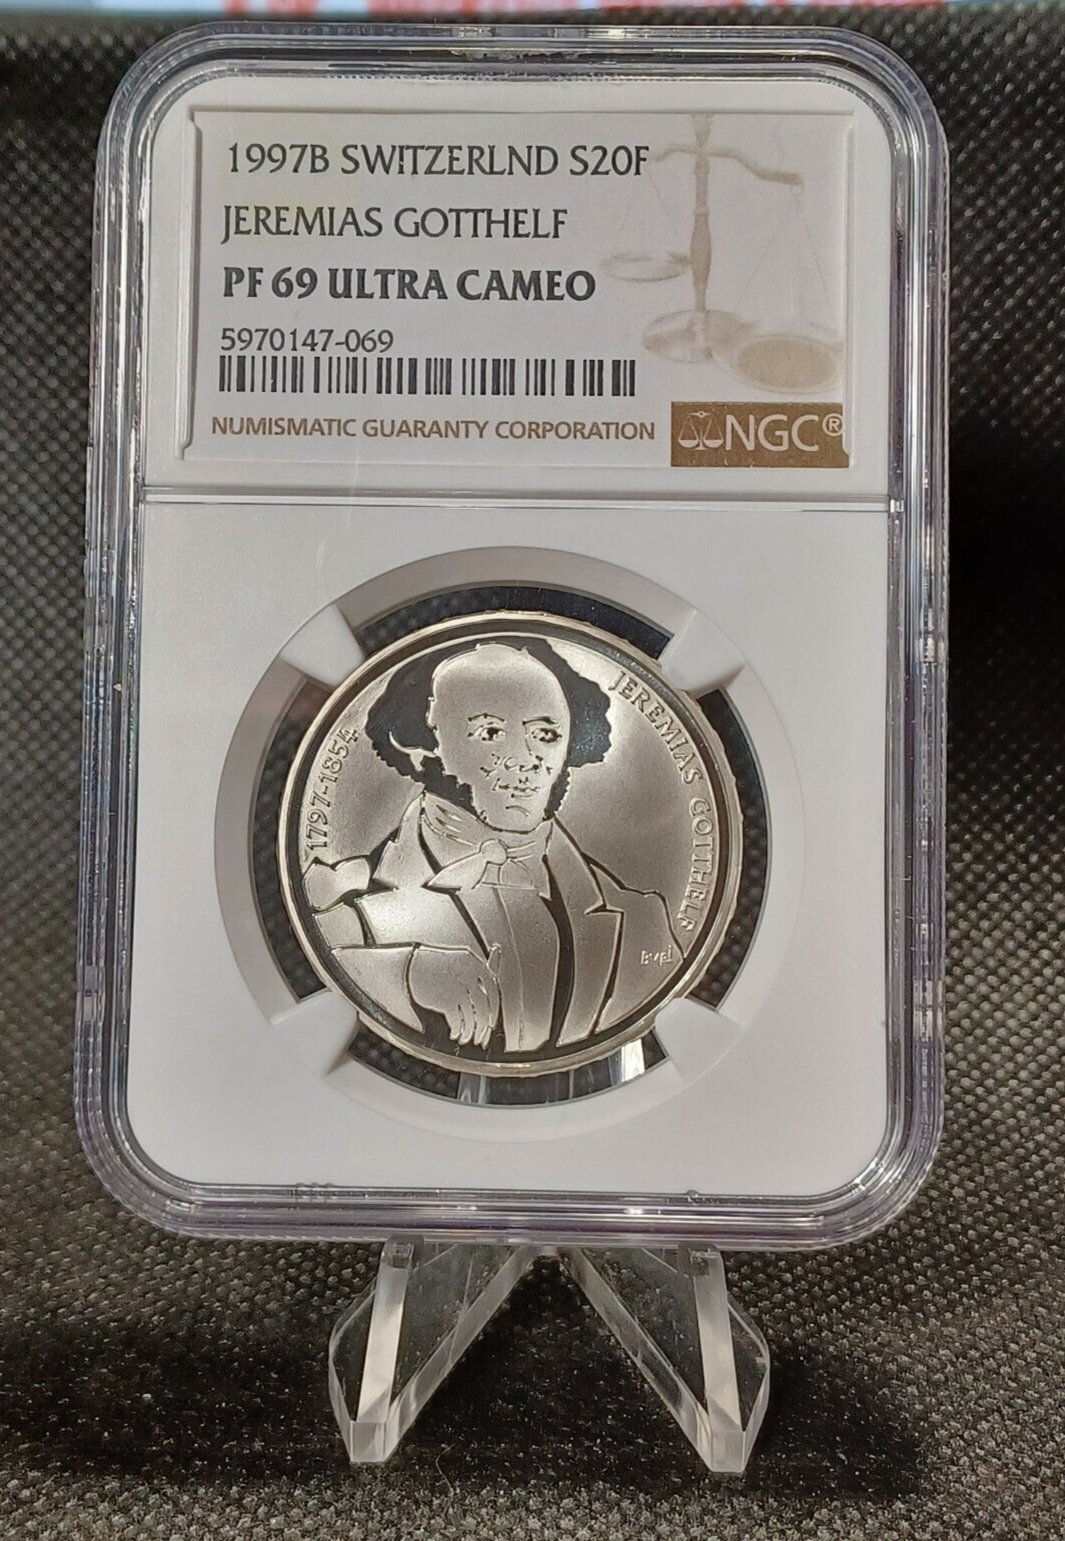 1997B SWITZERLND S20F
JEREMIAS GOTTHELF
PF 69 ULTRA CAMEO
5970147-069
NUMISMATIC GUARANTY CORPORATION
NGC®
1797-1854
JEREMIAS GOTTHELF